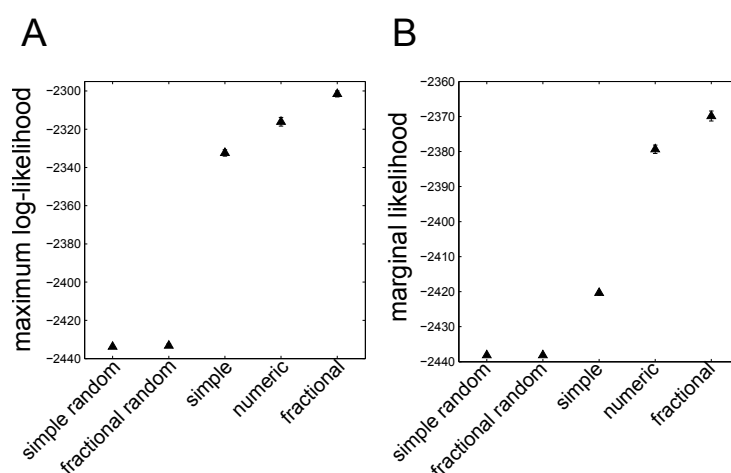 A
maximum log-likelihood
−2300
−2320
−2340
−2360
−2380
−2400
−2420
−2440
simple random
fractional random
simple
numeric
fractional
B
marginal likelihood
−2360
−2370
−2380
−2390
−2400
−2410
−2420
−2430
−2440
simple random
fractional random
simple
numeric
fractional